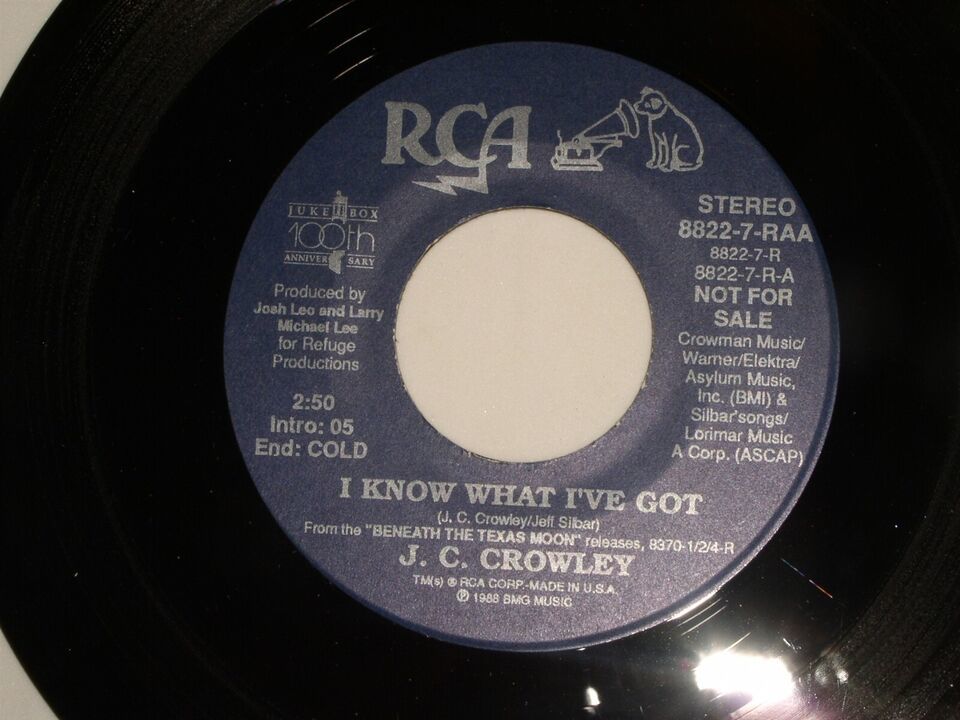 RCA
JUKEBOX
100th
ANNIVERSARY
Produced by
Josh Leo and Larry
Michael Lee
for Refuge
Productions
2:50
Intro: 05
End: COLD
STEREO
8822-7-RAA
8822-7-R
8822-7-R-A
NOT FOR
SALE
Crowman Music/
Warner/Elektra/
Asylum Music,
Inc. (BMI) &
Silbar'songs/
Lorimar Music
A Corp. (ASCAP)
I KNOW WHAT I'VE GOT
(J. C. Crowley/Jeff Silbar)
From the "BENEATH THE TEXAS MOON" releases, 8370-1/2/4-R
J. C. CROWLEY
TM(s) ® RCA CORP.-MADE IN U.S.A.
℗ 1988 BMG MUSIC